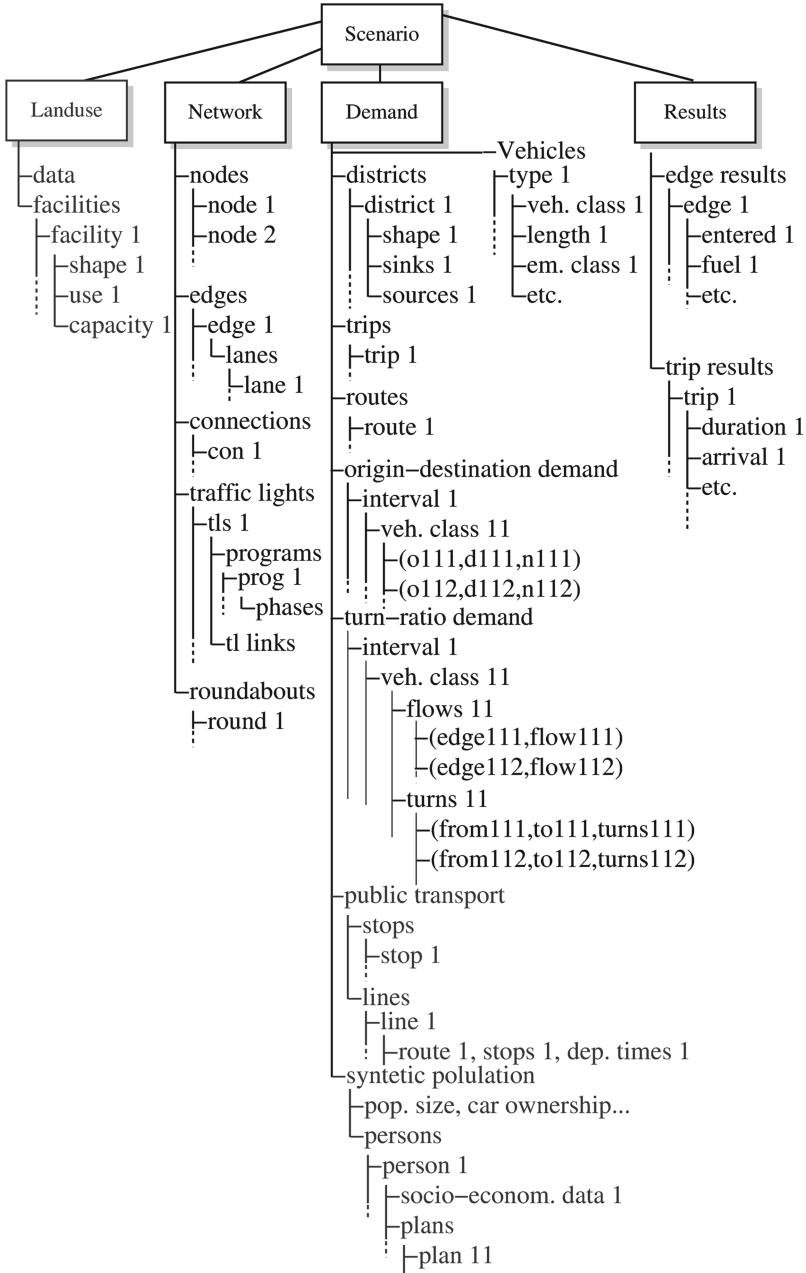 Scenario
Landuse
data
facilities
facility 1
shape 1
use 1
capacity 1
Network
nodes
node 1
node 2
edges
edge 1
lanes
lane 1
connections
con 1
traffic lights
tls 1
programs
prog 1
phases
tl links
roundabouts
round 1
Demand
Vehicles
type 1
veh. class 1
length 1
em. class 1
etc.
districts
district 1
shape 1
sinks 1
sources 1
trips
trip 1
routes
route 1
origin−destination demand
interval 1
veh. class 11
(o111,d111,n111)
(o112,d112,n112)
turn−ratio demand
interval 1
veh. class 11
flows 11
(edge111,flow111)
(edge112,flow112)
turns 11
(from111,to111,turns111)
(from112,to112,turns112)
public transport
stops
stop 1
lines
line 1
route 1, stops 1, dep. times 1
syntetic polulation
pop. size, car ownership...
persons
person 1
socio−econom. data 1
plans
plan 11
Results
edge results
edge 1
entered 1
fuel 1
etc.
trip results
trip 1
duration 1
arrival 1
etc.